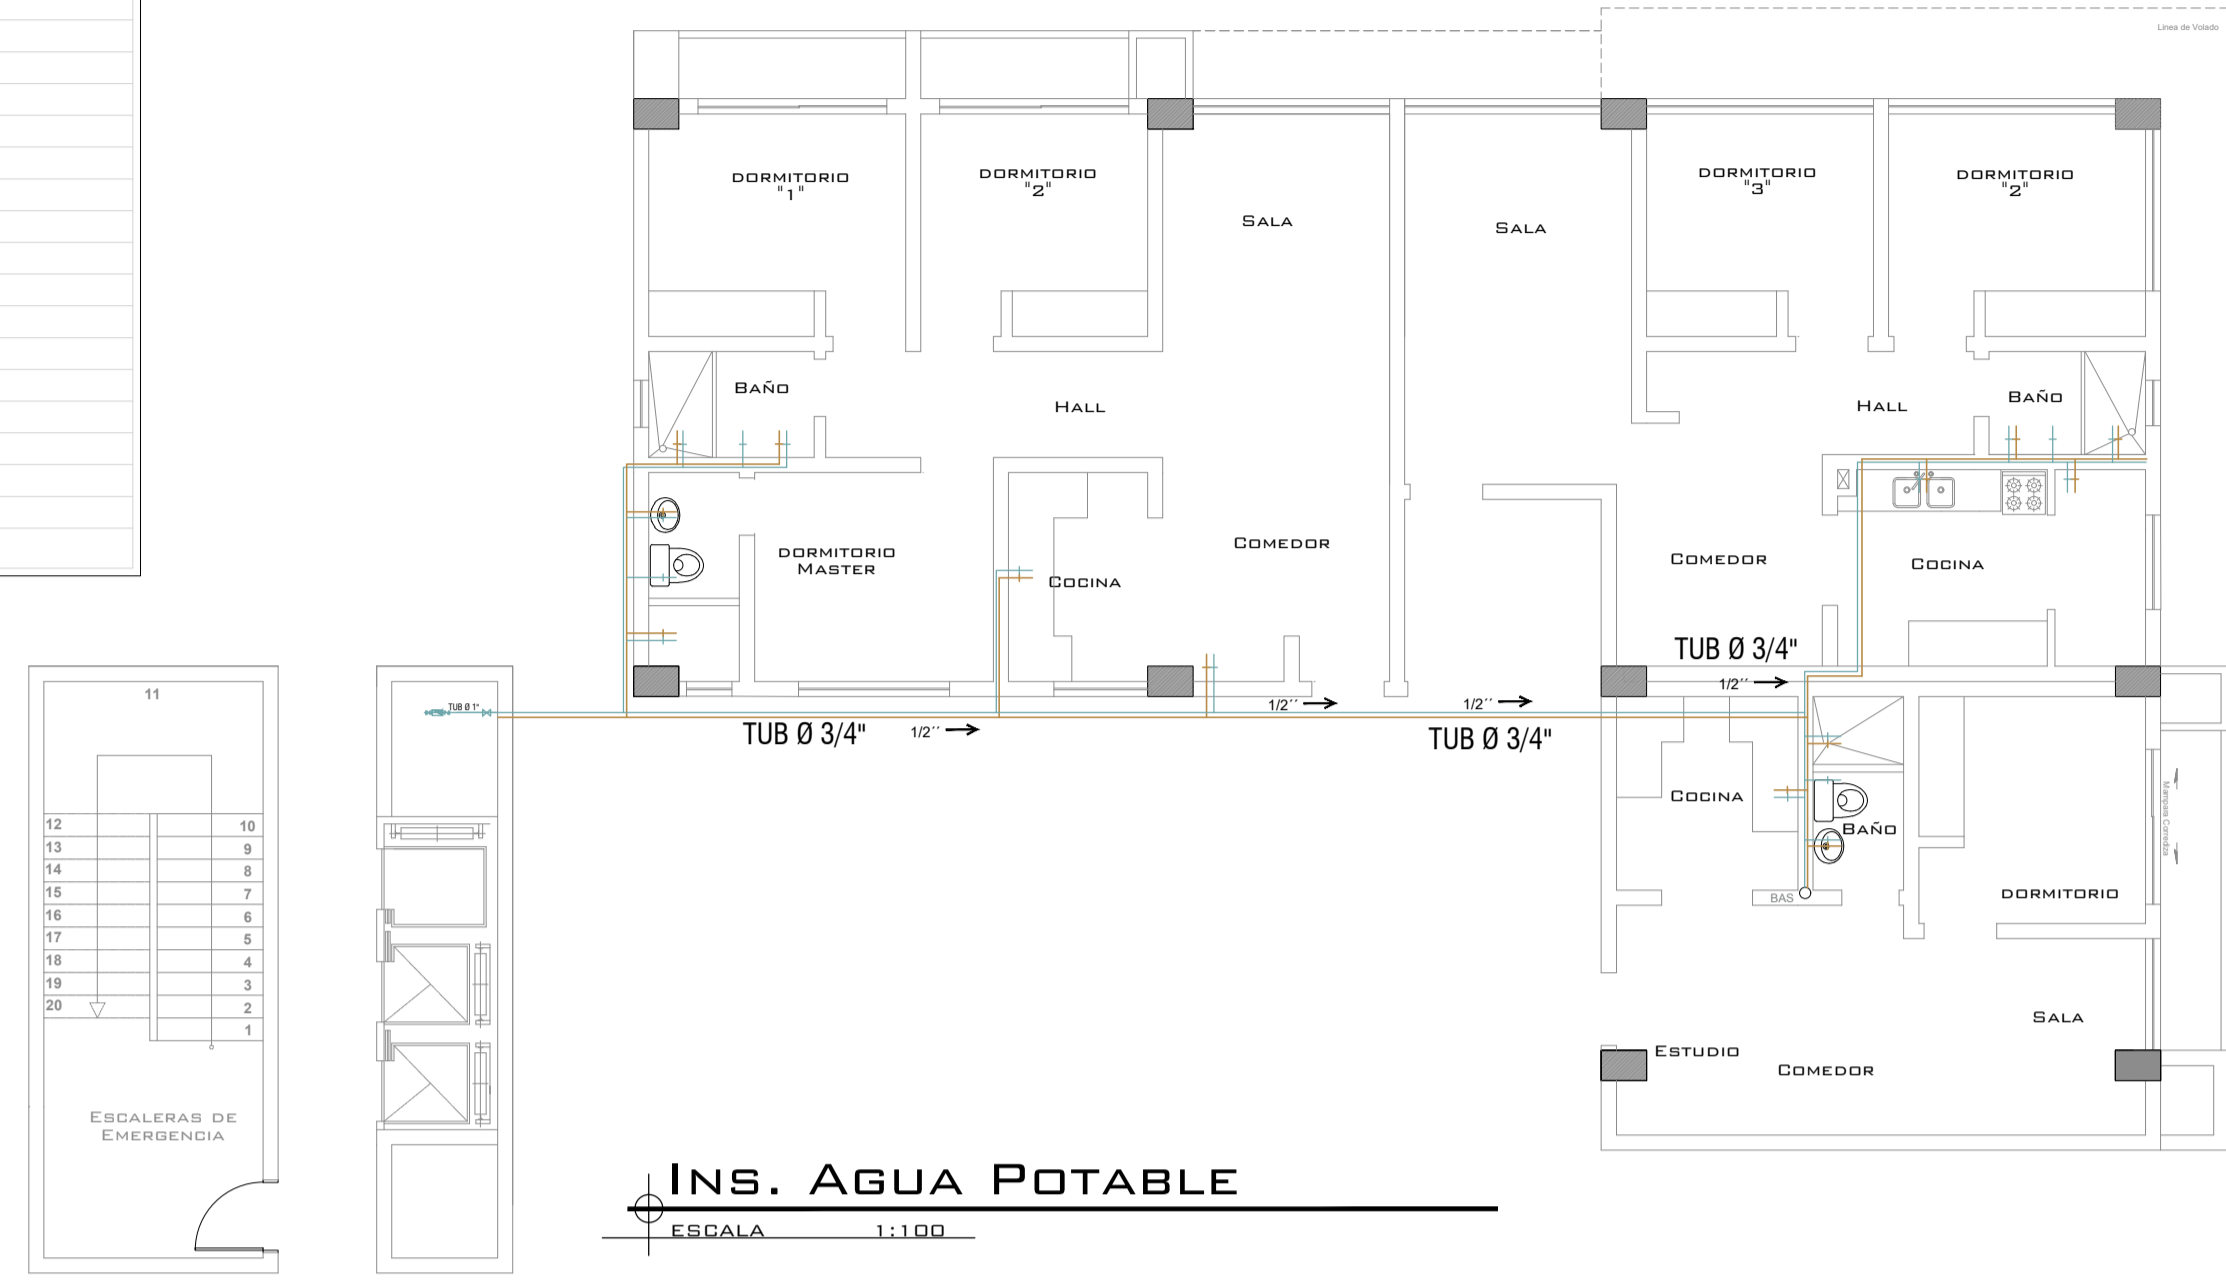 Linea de Volado
DORMITORIO
"1"
DORMITORIO
"2"
SALA
SALA
DORMITORIO
"3"
DORMITORIO
"2"
BAÑO
HALL
HALL
BAÑO
DORMITORIO
MASTER
COCINA
COMEDOR
COMEDOR
COCINA
TUB Ø 3/4"
1/2´´
TUB Ø 1"
TUB Ø 3/4"
1/2´´
1/2´´
1/2´´
TUB Ø 3/4"
11
12
13
14
15
16
17
18
19
20
10
9
8
7
6
5
4
3
2
1
ESCALERAS DE
EMERGENCIA
COCINA
BAÑO
BAS
DORMITORIO
Mampara Corrediza
SALA
ESTUDIO
COMEDOR
INS. AGUA POTABLE
ESCALA 1:100